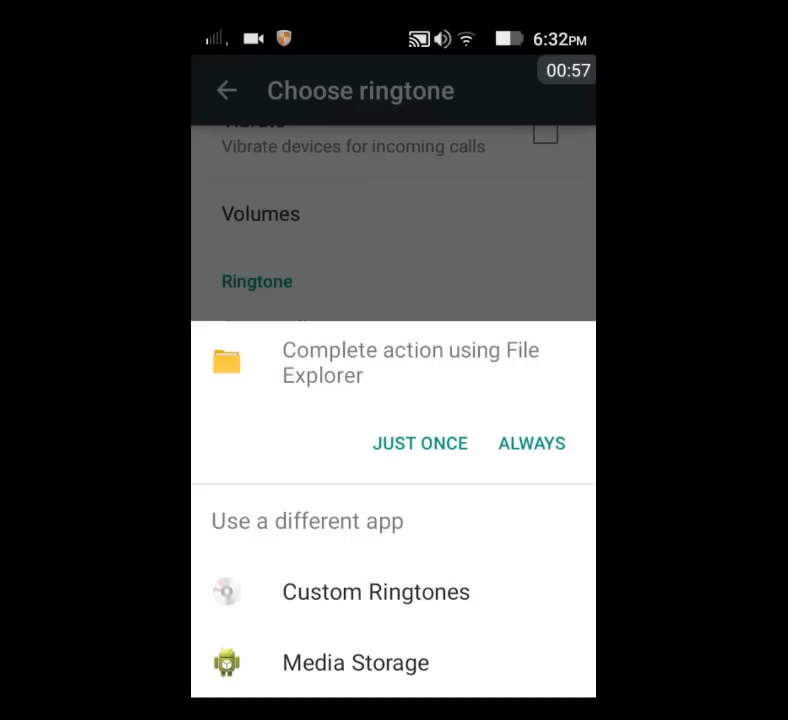 6:32PM
00:57
Choose ringtone
Vibrate devices for incoming calls
Volumes
Ringtone
Complete action using File
Explorer
JUST ONCE ALWAYS
Use a different app
Custom Ringtones
Media Storage